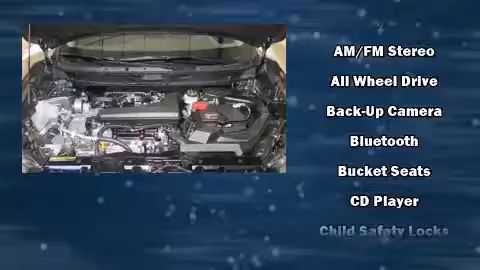 AM/FM Stereo
All Wheel Drive
Back-Up Camera
Bluetooth
Bucket Seats
CD Player
Child Safety Locks